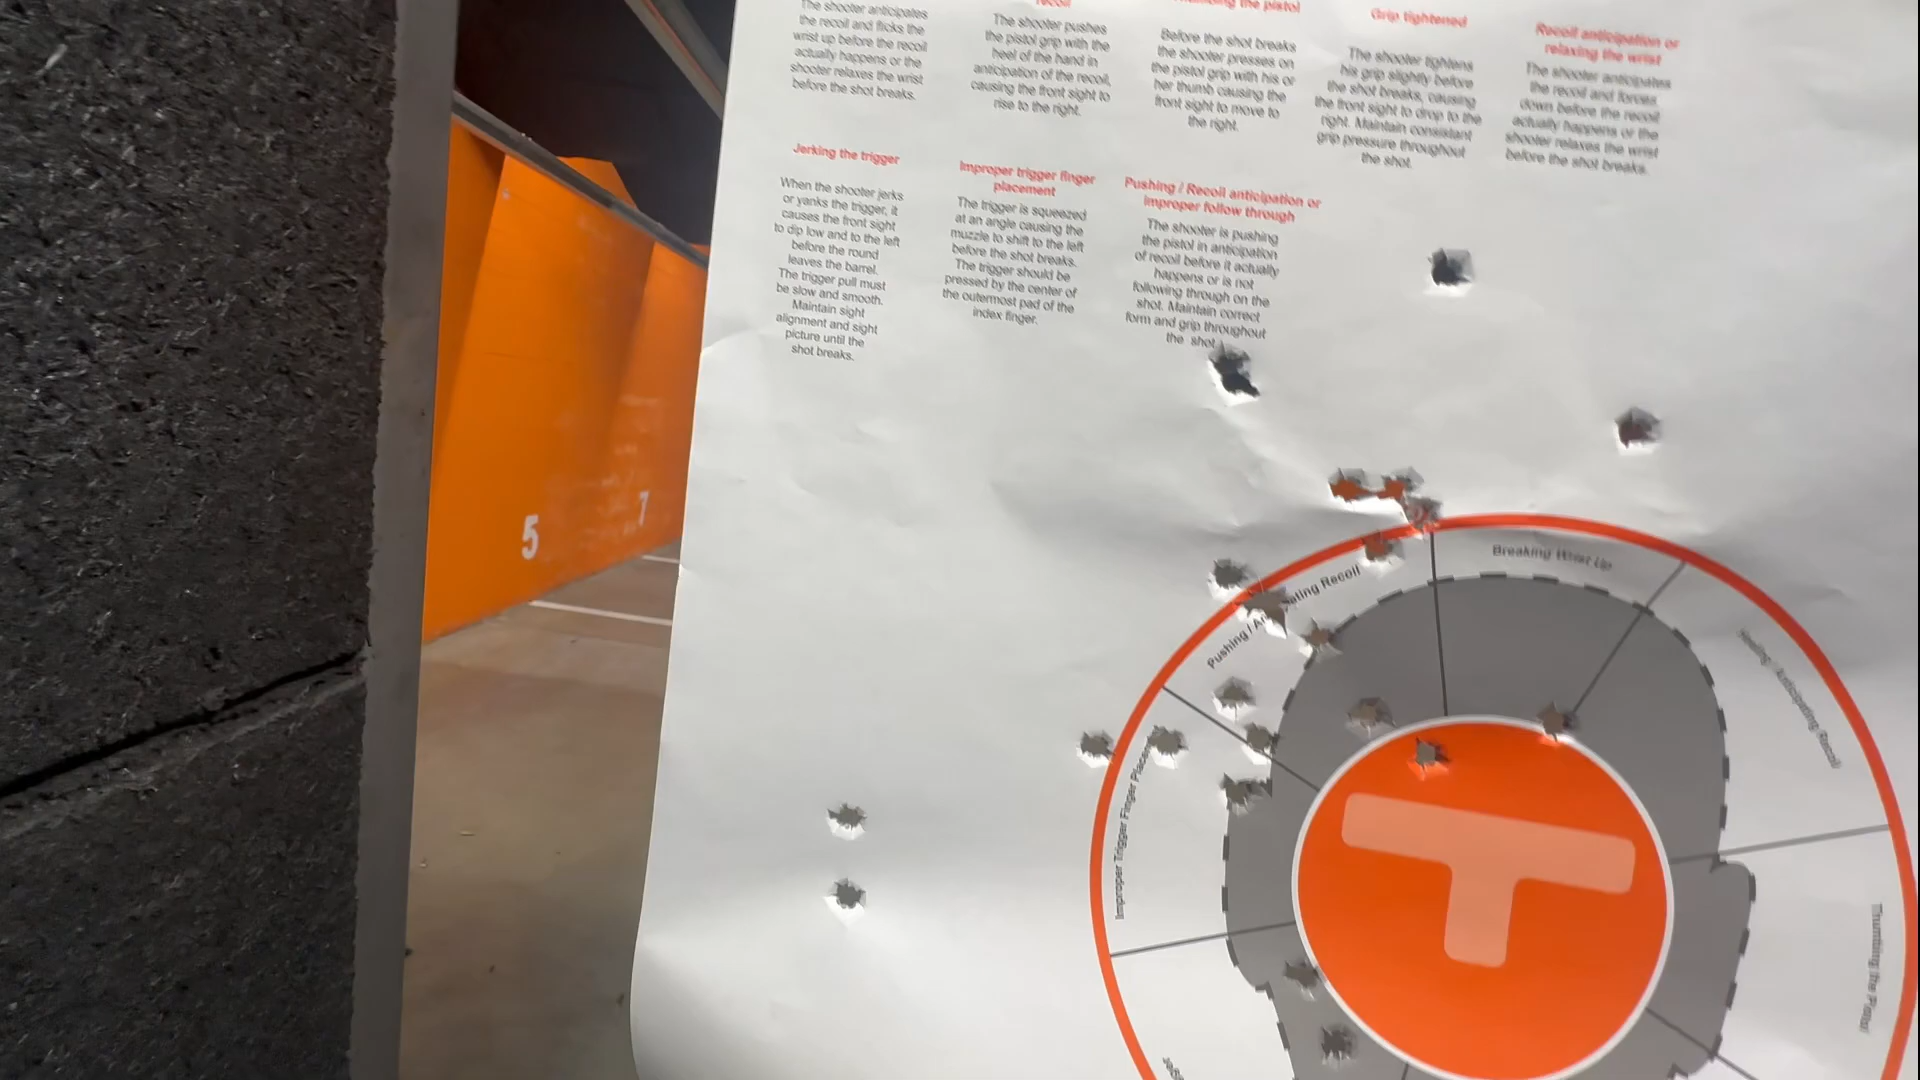 recoil
the pistol
Grip tightened
Recoil anticipation or
relaxing the wrist
The shooter anticipates
the recoil and flicks the
wrist up before the recoil
actually happens or the
shooter relaxes the wrist
before the shot breaks.
The shooter pushes
the pistol grip with the
heel of the hand in
anticipation of the recoil,
causing the front sight to
rise to the right.
Before the shot breaks
the shooter presses on
the pistol grip with his or
her thumb causing the
front sight to move to
the right.
The shooter tightens
his grip slightly before
the shot breaks, causing
the front sight to drop to the
right. Maintain consistant
grip pressure throughout
the shot.
The shooter anticipates
the recoil and forces
down before the recoil
actually happens or the
shooter relaxes the wrist
before the shot breaks.
Jerking the trigger
When the shooter jerks
or yanks the trigger, it
causes the front sight
to dip low and to the left
before the round
leaves the barrel.
The trigger pull must
be slow and smooth.
Maintain sight
alignment and sight
picture until the
shot breaks.
Improper trigger finger
placement
The trigger is squeezed
at an angle causing the
muzzle to shift to the left
before the shot breaks.
The trigger should be
pressed by the center of
the outermost pad of the
index finger.
Pushing / Recoil anticipation or
improper follow through
The shooter is pushing
the pistol in anticipation
of recoil before it actually
happens or is not
following through on the
shot. Maintain correct
form and grip throughout
the shot
5
7
Breaking Wrist Up
Pushing / ating Recoil
Heeling / Anticipating Recoil
Improper Trigger Finger
Thumbing the Pistol
T